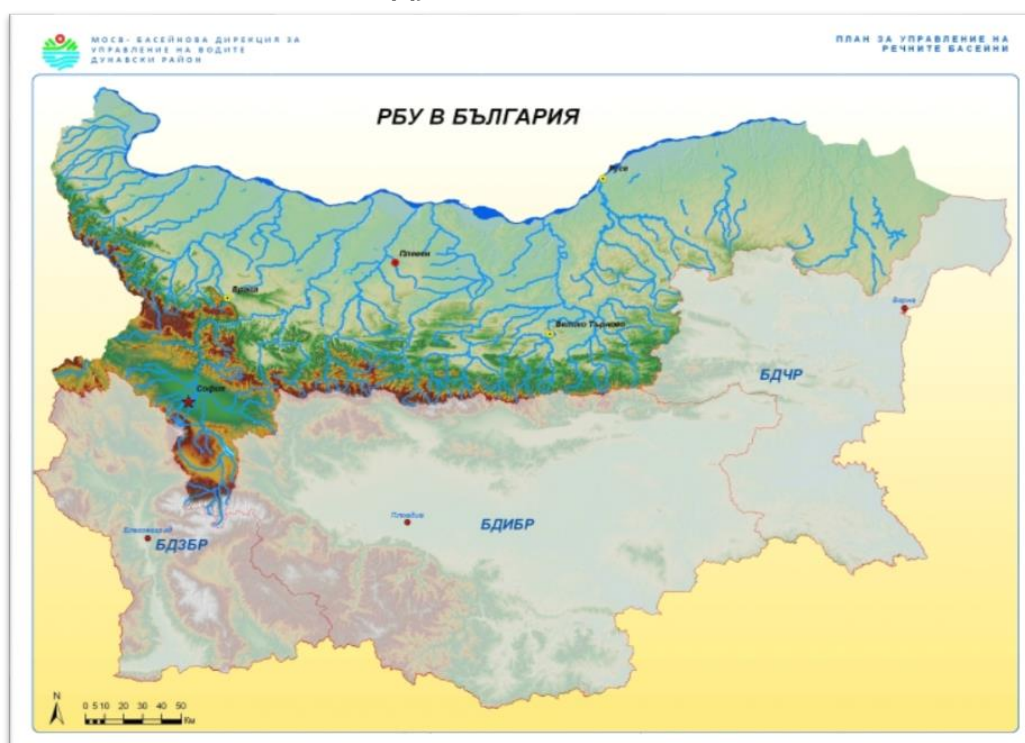 МОСВ- БАСЕЙНОВА ДИРЕКЦИЯ ЗА
УПРАВЛЕНИЕ НА ВОДИТЕ
ДУНАВСКИ РАЙОН
ПЛАН ЗА УПРАВЛЕНИЕ НА
РЕЧНИТЕ БАСЕЙНИ
РБУ В БЪЛГАРИЯ
Русе
Плевен
Враца
Варна
Велико Търново
БДЧР
София
Пловдив
БДИБР
Благоевград
БДЗБР
N
0 5 10 20 30 40 50
Км